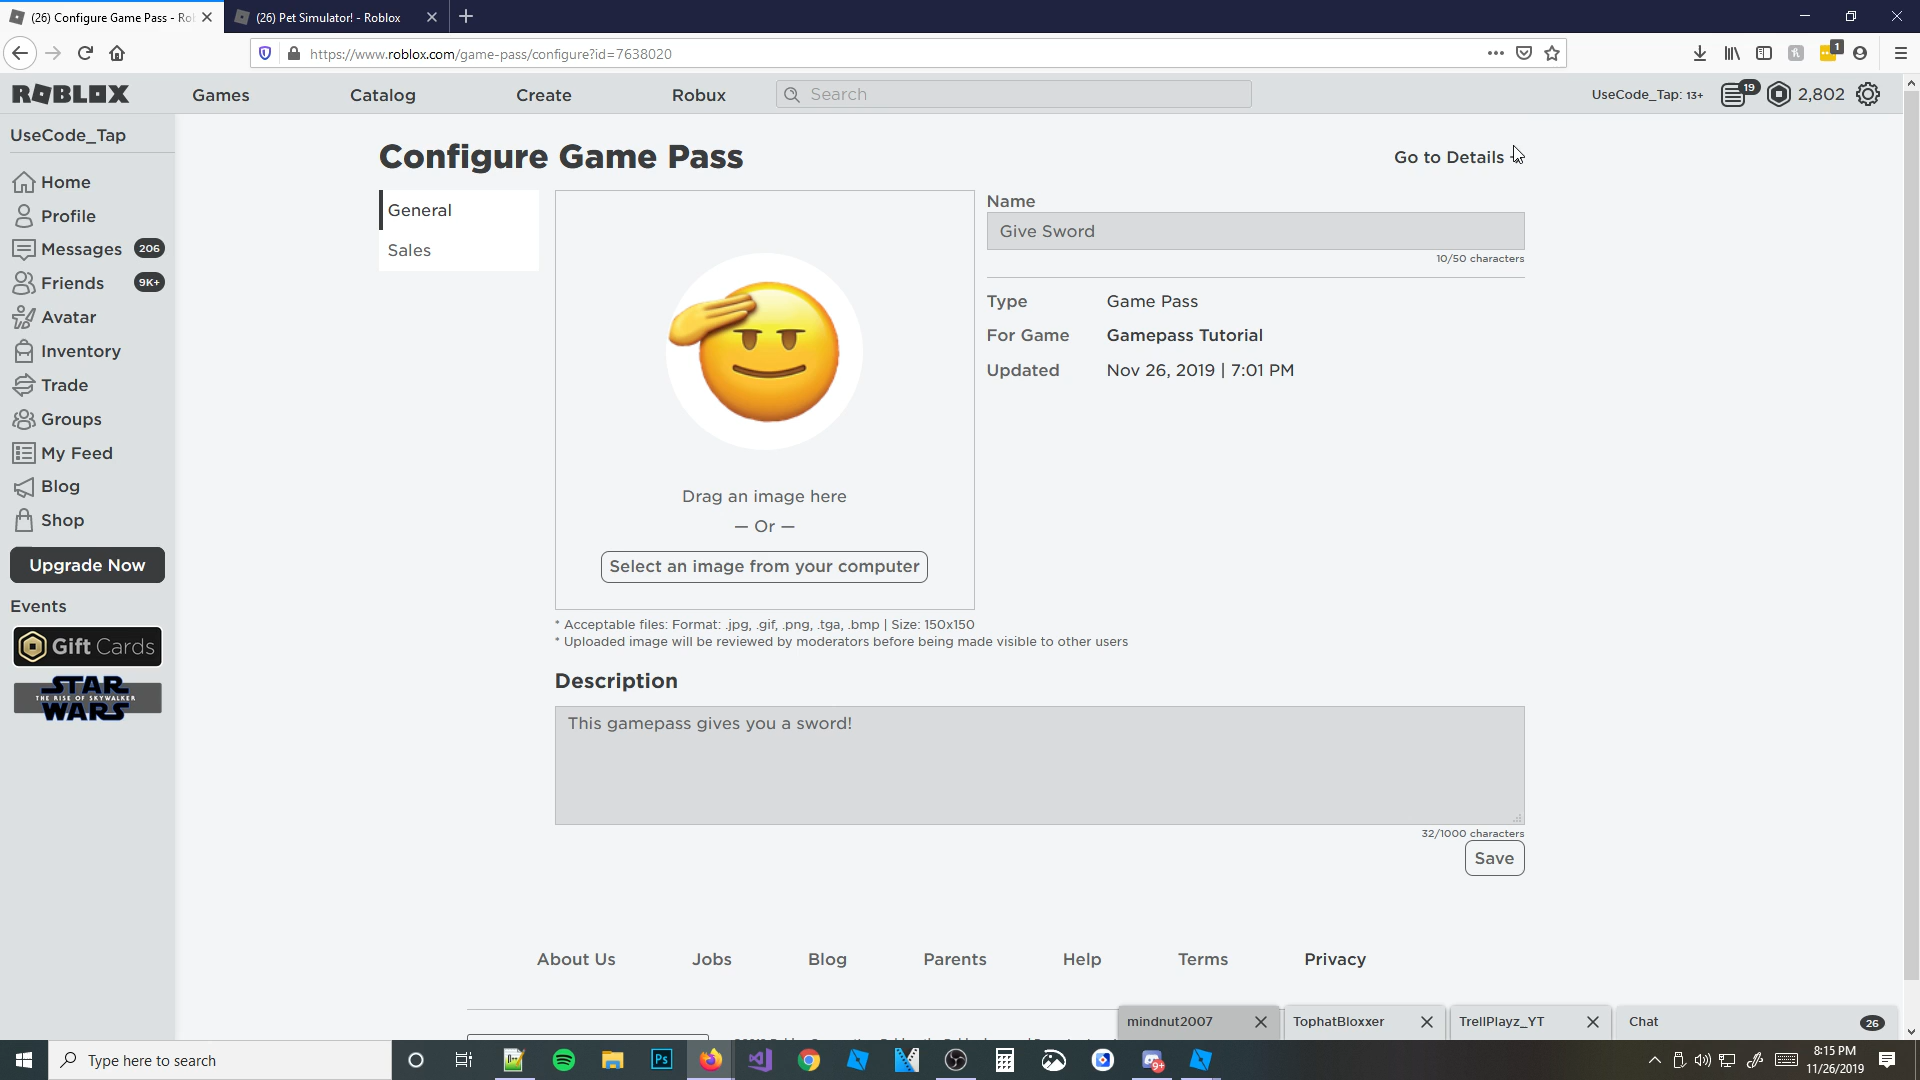 (26) Configure Game Pass - Ro
(26) Pet Simulator! - Roblox
https://www.roblox.com/game-pass/configure?id=7638020
1
ROBLOX
Games
Catalog
Create
Robux
Search
UseCode_Tap: 13+
19
2,802
UseCode_Tap
Home
Profile
Messages 206
Friends 9K+
Avatar
Inventory
Trade
Groups
My Feed
Blog
Shop
Upgrade Now
Events
Gift Cards
STAR
THE RISE OF SKYWALKER
WARS
Configure Game Pass
Go to Details
General
Sales
Drag an image here
— Or —
Select an image from your computer
* Acceptable files: Format: .jpg, .gif, .png, .tga, .bmp | Size: 150x150
* Uploaded image will be reviewed by moderators before being made visible to other users
Name
Give Sword
10/50 characters
Type Game Pass
For Game Gamepass Tutorial
Updated Nov 26, 2019 | 7:01 PM
Description
This gamepass gives you a sword!
32/1000 characters
Save
About Us
Jobs
Blog
Parents
Help
Terms
Privacy
mindnut2007
TophatBloxxer
TrellPlayz_YT
Chat 26
Type here to search
Ps
9+
8:15 PM
11/26/2019